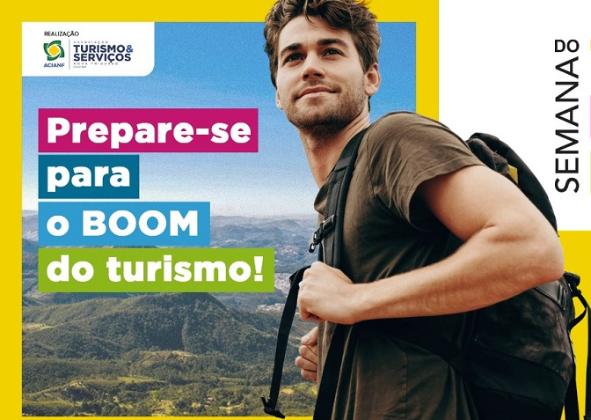 REALIZAÇÃO
ACIANF
TURISMO&
SERVIÇOS
Prepare-se
para
o BOOM
do turismo!
SEMANA DO